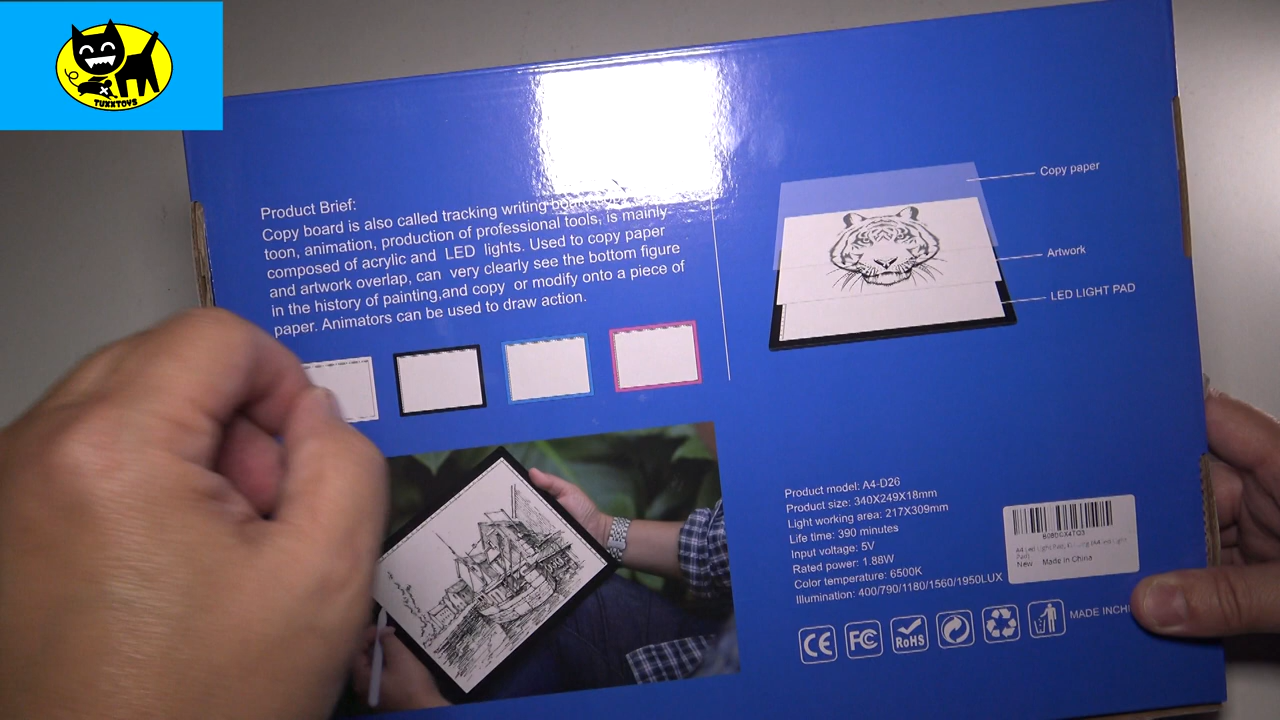 TUXXTOYS
Product Brief:
Copy board is also called tracking writing board
toon, animation, production of professional tools, is mainly
composed of acrylic and LED lights. Used to copy paper
and artwork overlap, can very clearly see the bottom figure
in the history of painting,and copy or modify onto a piece of
paper. Animators can be used to draw action.
Copy paper
Artwork
LED LIGHT PAD
Product model: A4-D26
Product size: 340X249X18mm
Light working area: 217X309mm
Life time: 390 minutes
Input voltage: 5V
Rated power: 1.88W
Color temperature: 6500K
Illumination: 400/790/1180/1560/1950LUX
New Made in China
CE FC RoHS
MADE INCHI